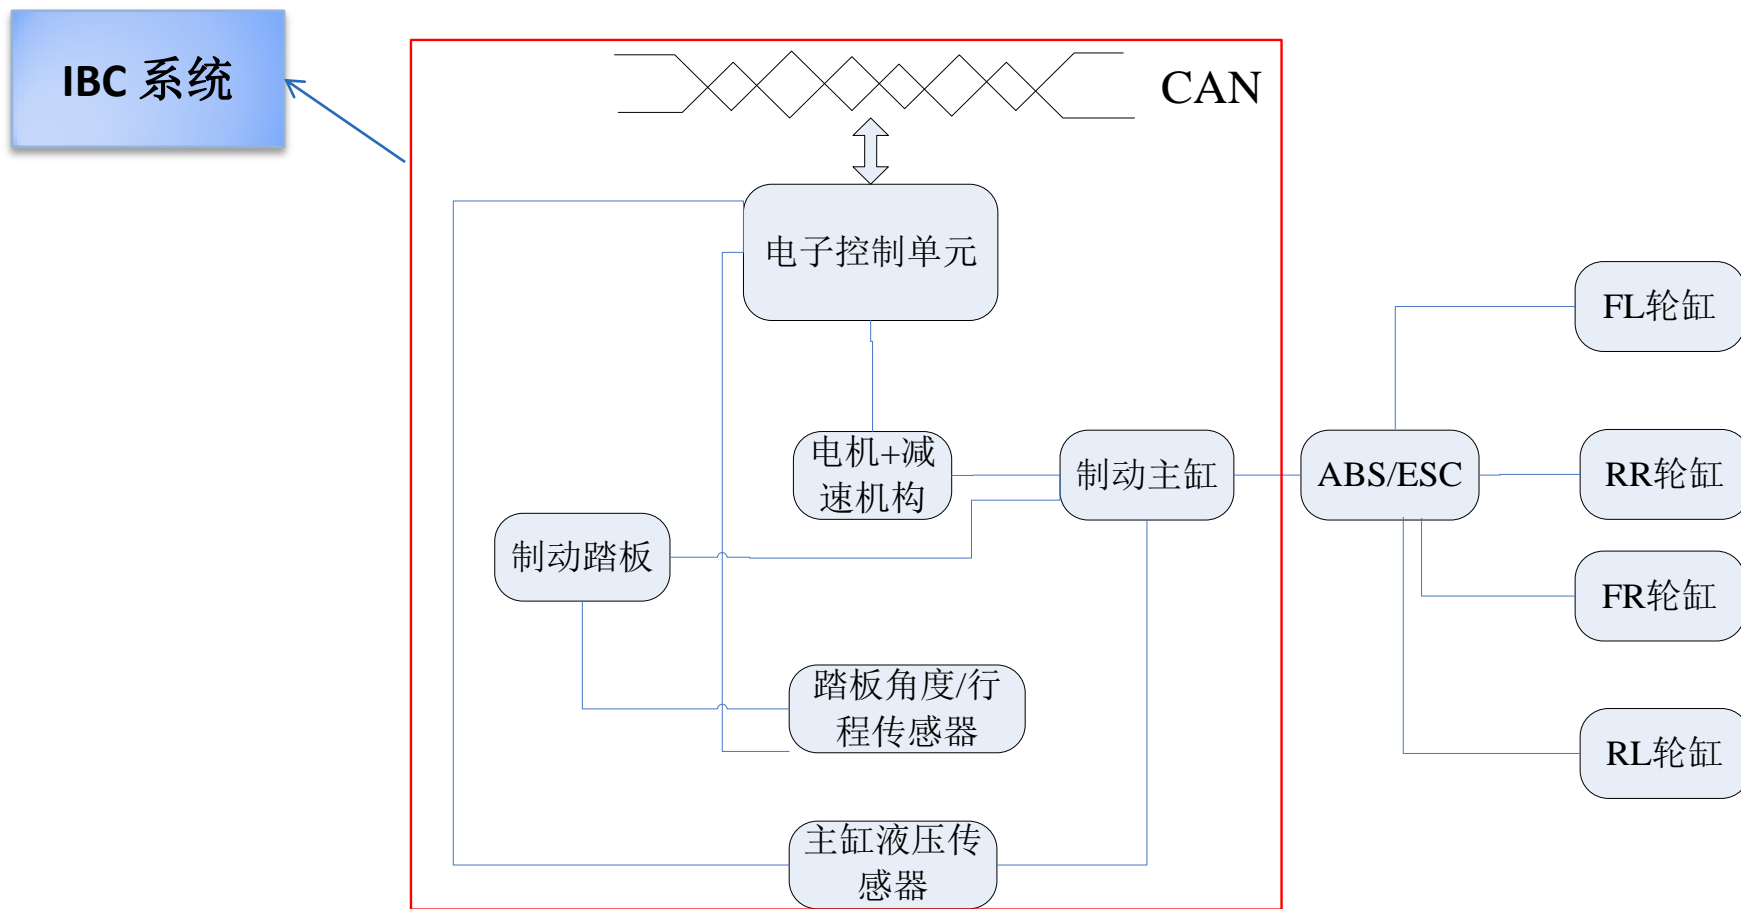 IBC 系统
CAN
电子控制单元
FL轮缸
电机+减
速机构
制动主缸
ABS/ESC
RR轮缸
制动踏板
FR轮缸
踏板角度/行
程传感器
RL轮缸
主缸液压传
感器